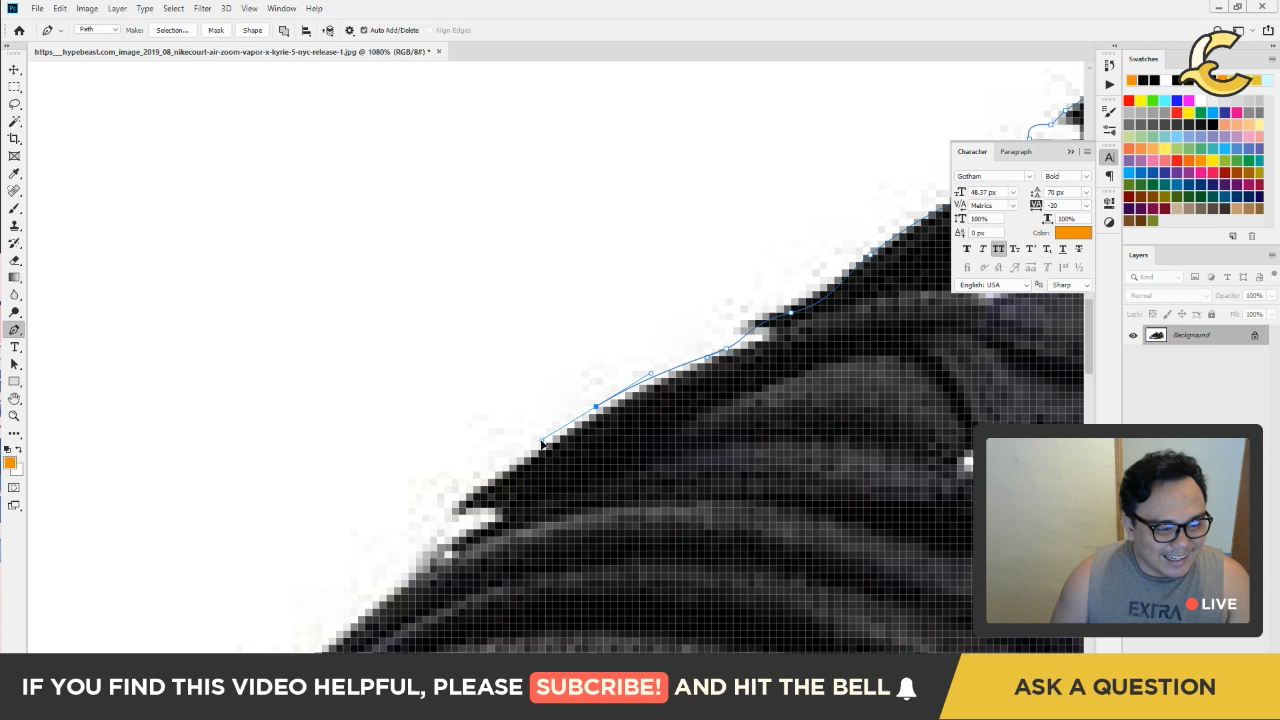 Ps File Edit Image Layer Type Select Filter 3D View Window Help
Path Make: Selection... Mask Shape Auto Add/Delete Align Edges
https___hypebeast.com_image_2019_08_nikecourt-air-zoom-vapor-x-kyrie-5-nyc-release-1.jpg @ 1080% (RGB/8#) *
Swatches
Character Paragraph
Gotham Bold
48.37 px 70 px
Metrics -20
100% 100%
0 px Color:
English: USA Sharp
Layers
Kind
Normal Opacity: 100%
Lock: Fill: 100%
Background
EXTRA
LIVE
IF YOU FIND THIS VIDEO HELPFUL, PLEASE SUBCRIBE! AND HIT THE BELL
ASK A QUESTION